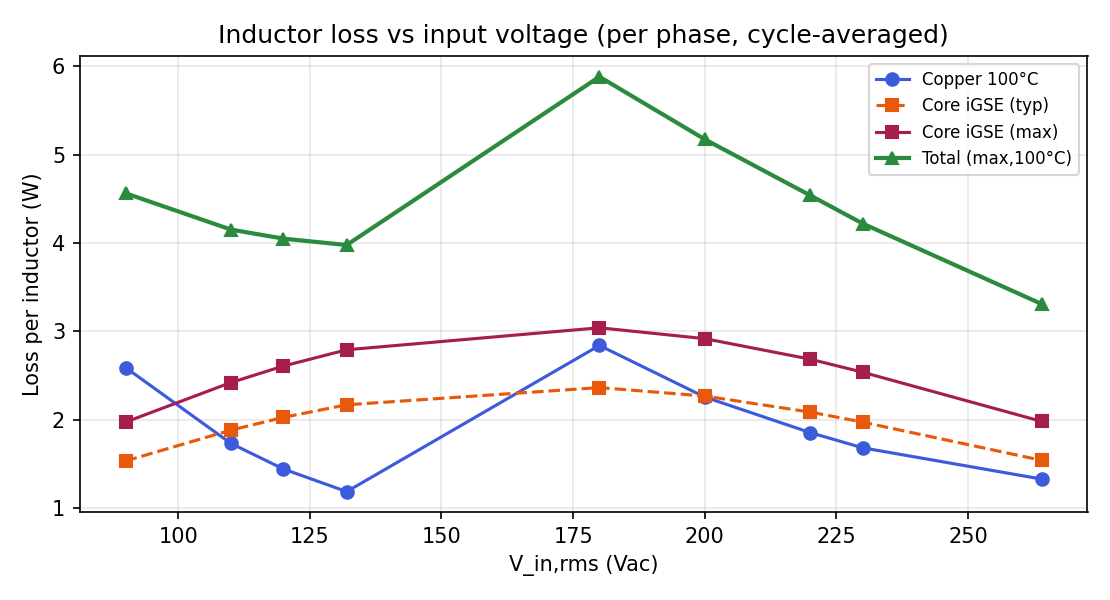 Inductor loss vs input voltage (per phase, cycle-averaged)
Copper 100°C
Core iGSE (typ)
Core iGSE (max)
Total (max,100°C)
Loss per inductor (W)
6
5
4
3
2
1
100 125 150 175 200 225 250
V_in,rms (Vac)